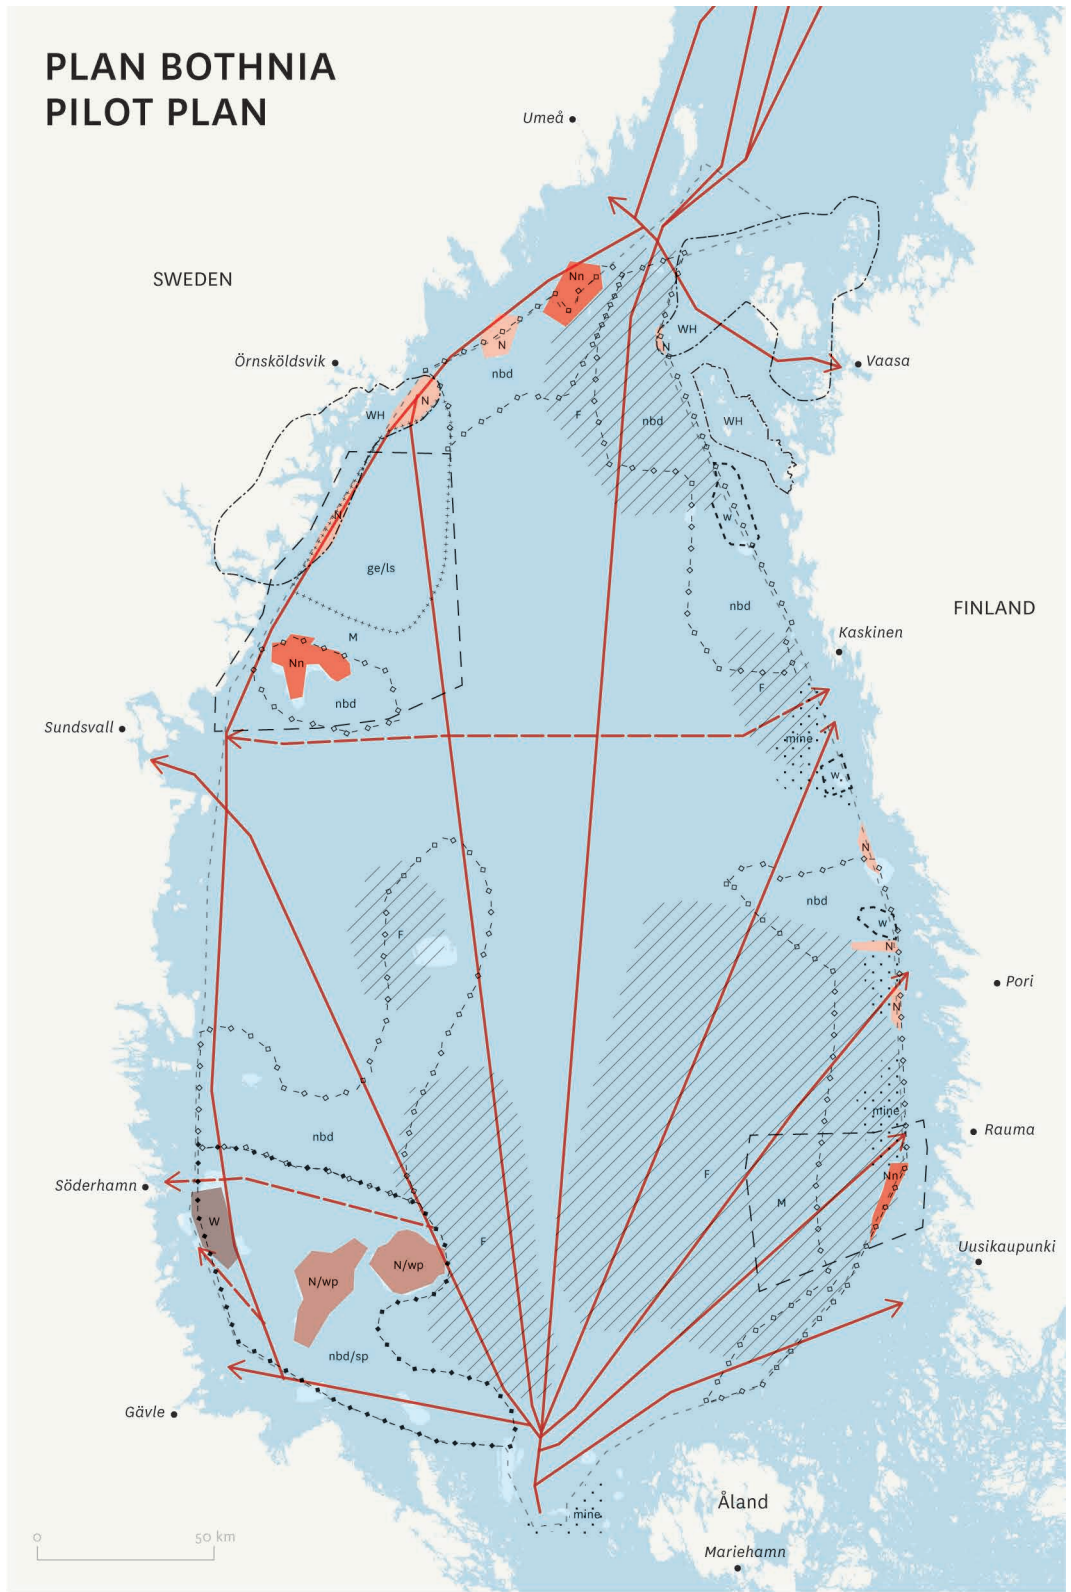 PLAN BOTHNIA
PILOT PLAN
Umeå
SWEDEN
Nn
WH
N
N
Örnsköldsvik
Vaasa
nbd
N
WH
F
nbd
WH
N
w
ge/ls
nbd
FINLAND
Kaskinen
M
Nn
F
nbd
Sundsvall
mine
w
N
nbd
w
F
N
Pori
N
mine
Rauma
nbd
F
Nn
Söderhamn
M
W
F
Uusikaupunki
N/wp
N/wp
nbd/sp
Gävle
Åland
mine
0
50 km
Mariehamn